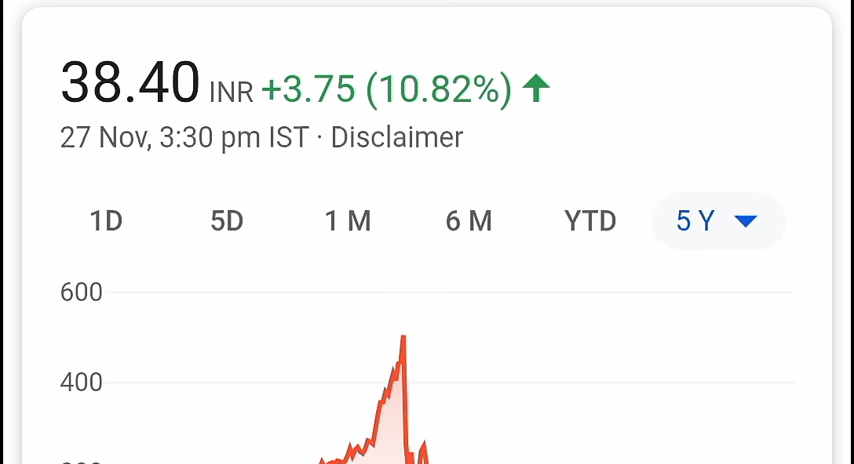 38.40 INR +3.75 (10.82%)
27 Nov, 3:30 pm IST · Disclaimer
1D 5D 1 M 6 M YTD 5 Y
600
400